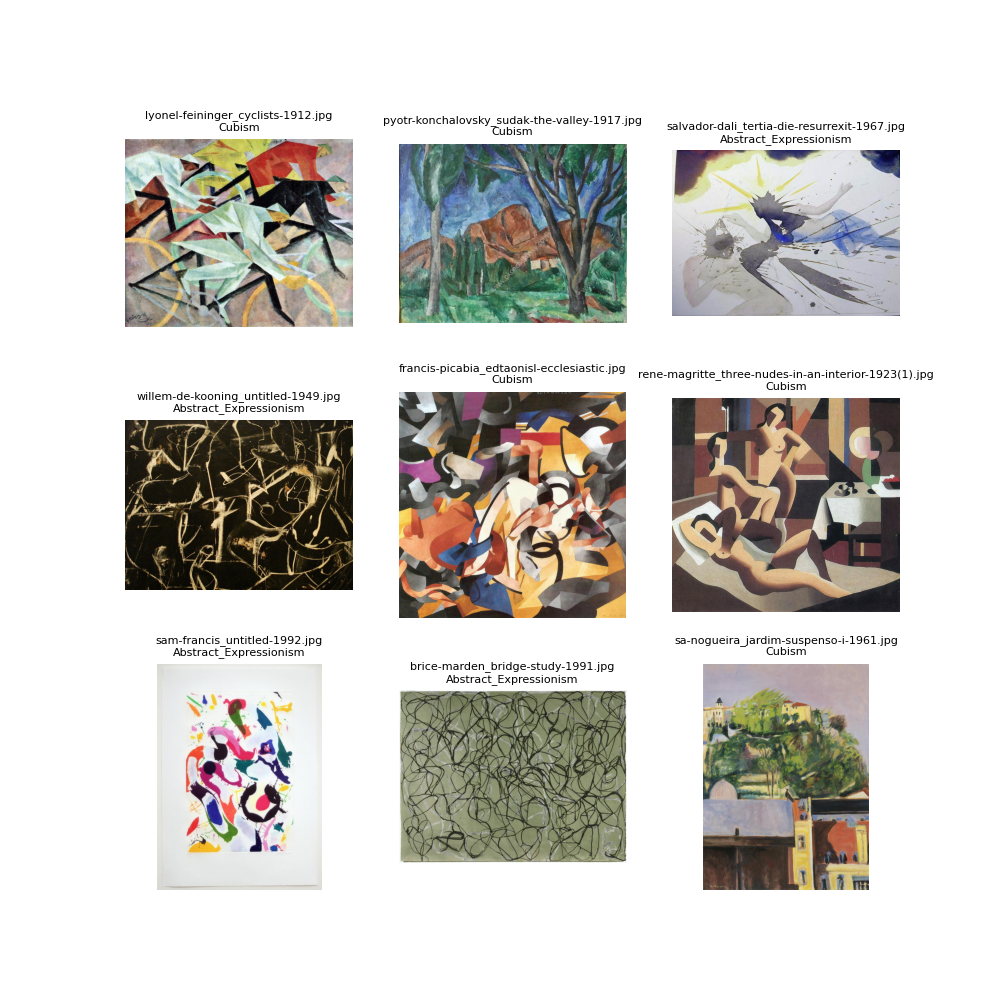 lyonel-feininger_cyclists-1912.jpg
Cubism
pyotr-konchalovsky_sudak-the-valley-1917.jpg
Cubism
salvador-dali_tertia-die-resurrexit-1967.jpg
Abstract_Expressionism
willem-de-kooning_untitled-1949.jpg
Abstract_Expressionism
francis-picabia_edtaonisl-ecclesiastic.jpg
Cubism
rene-magritte_three-nudes-in-an-interior-1923(1).jpg
Cubism
sam-francis_untitled-1992.jpg
Abstract_Expressionism
brice-marden_bridge-study-1991.jpg
Abstract_Expressionism
sa-nogueira_jardim-suspenso-i-1961.jpg
Cubism